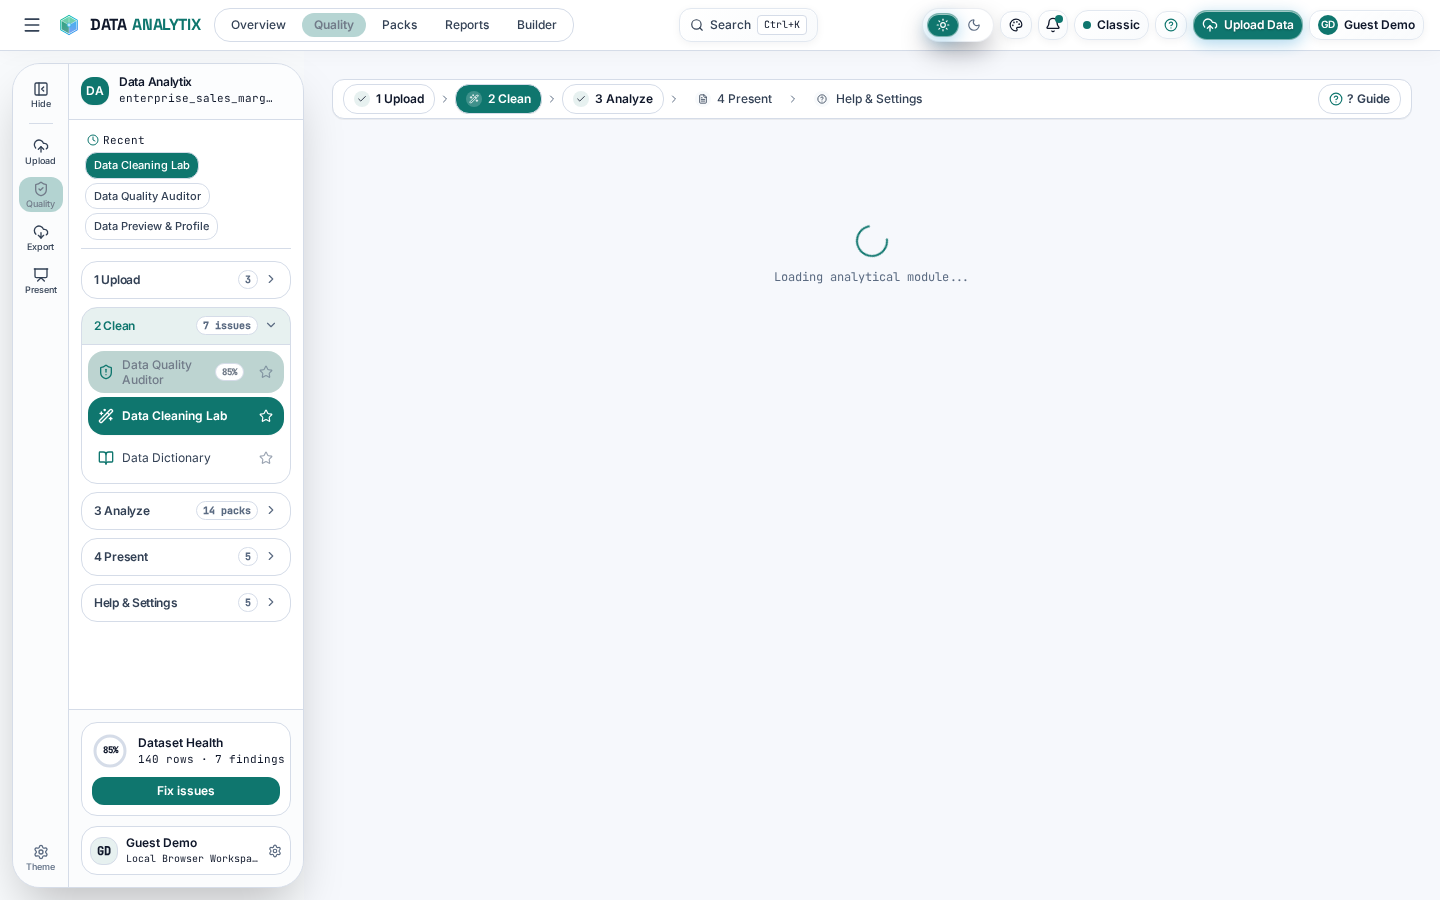 DATA ANALYTIX
Overview
Quality
Packs
Reports
Builder
Search Ctrl+K
Classic
Upload Data
GD Guest Demo
Hide
Upload
Quality
Export
Present
Theme
DA
Data Analytix
enterprise_sales_marg…
Recent
Data Cleaning Lab
Data Quality Auditor
Data Preview & Profile
1 Upload 3
2 Clean 7 issues
Data Quality
Auditor
85%
Data Cleaning Lab
Data Dictionary
3 Analyze 14 packs
4 Present 5
Help & Settings 5
85%
Dataset Health
140 rows · 7 findings
Fix issues
GD
Guest Demo
Local Browser Workspa…
1 Upload
2 Clean
3 Analyze
4 Present
Help & Settings
? Guide
Loading analytical module...